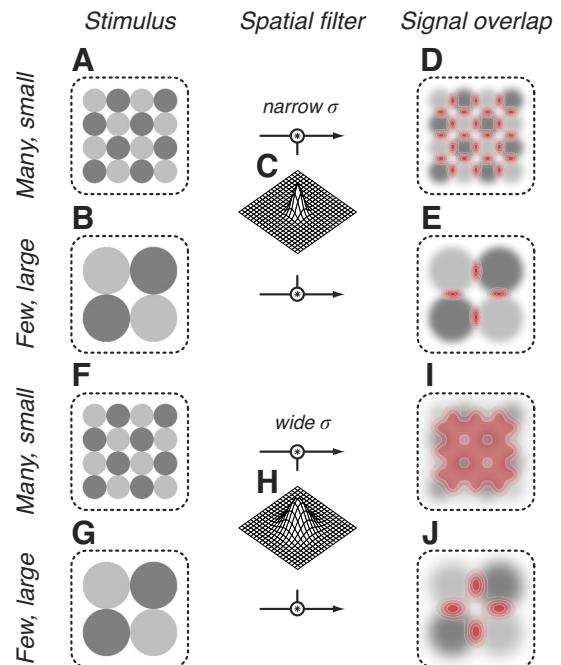 Stimulus Spatial filter Signal overlap
Many, small
A
narrow σ
D
C
Few, large
B
E
Many, small
F
wide σ
I
H
Few, large
G
J